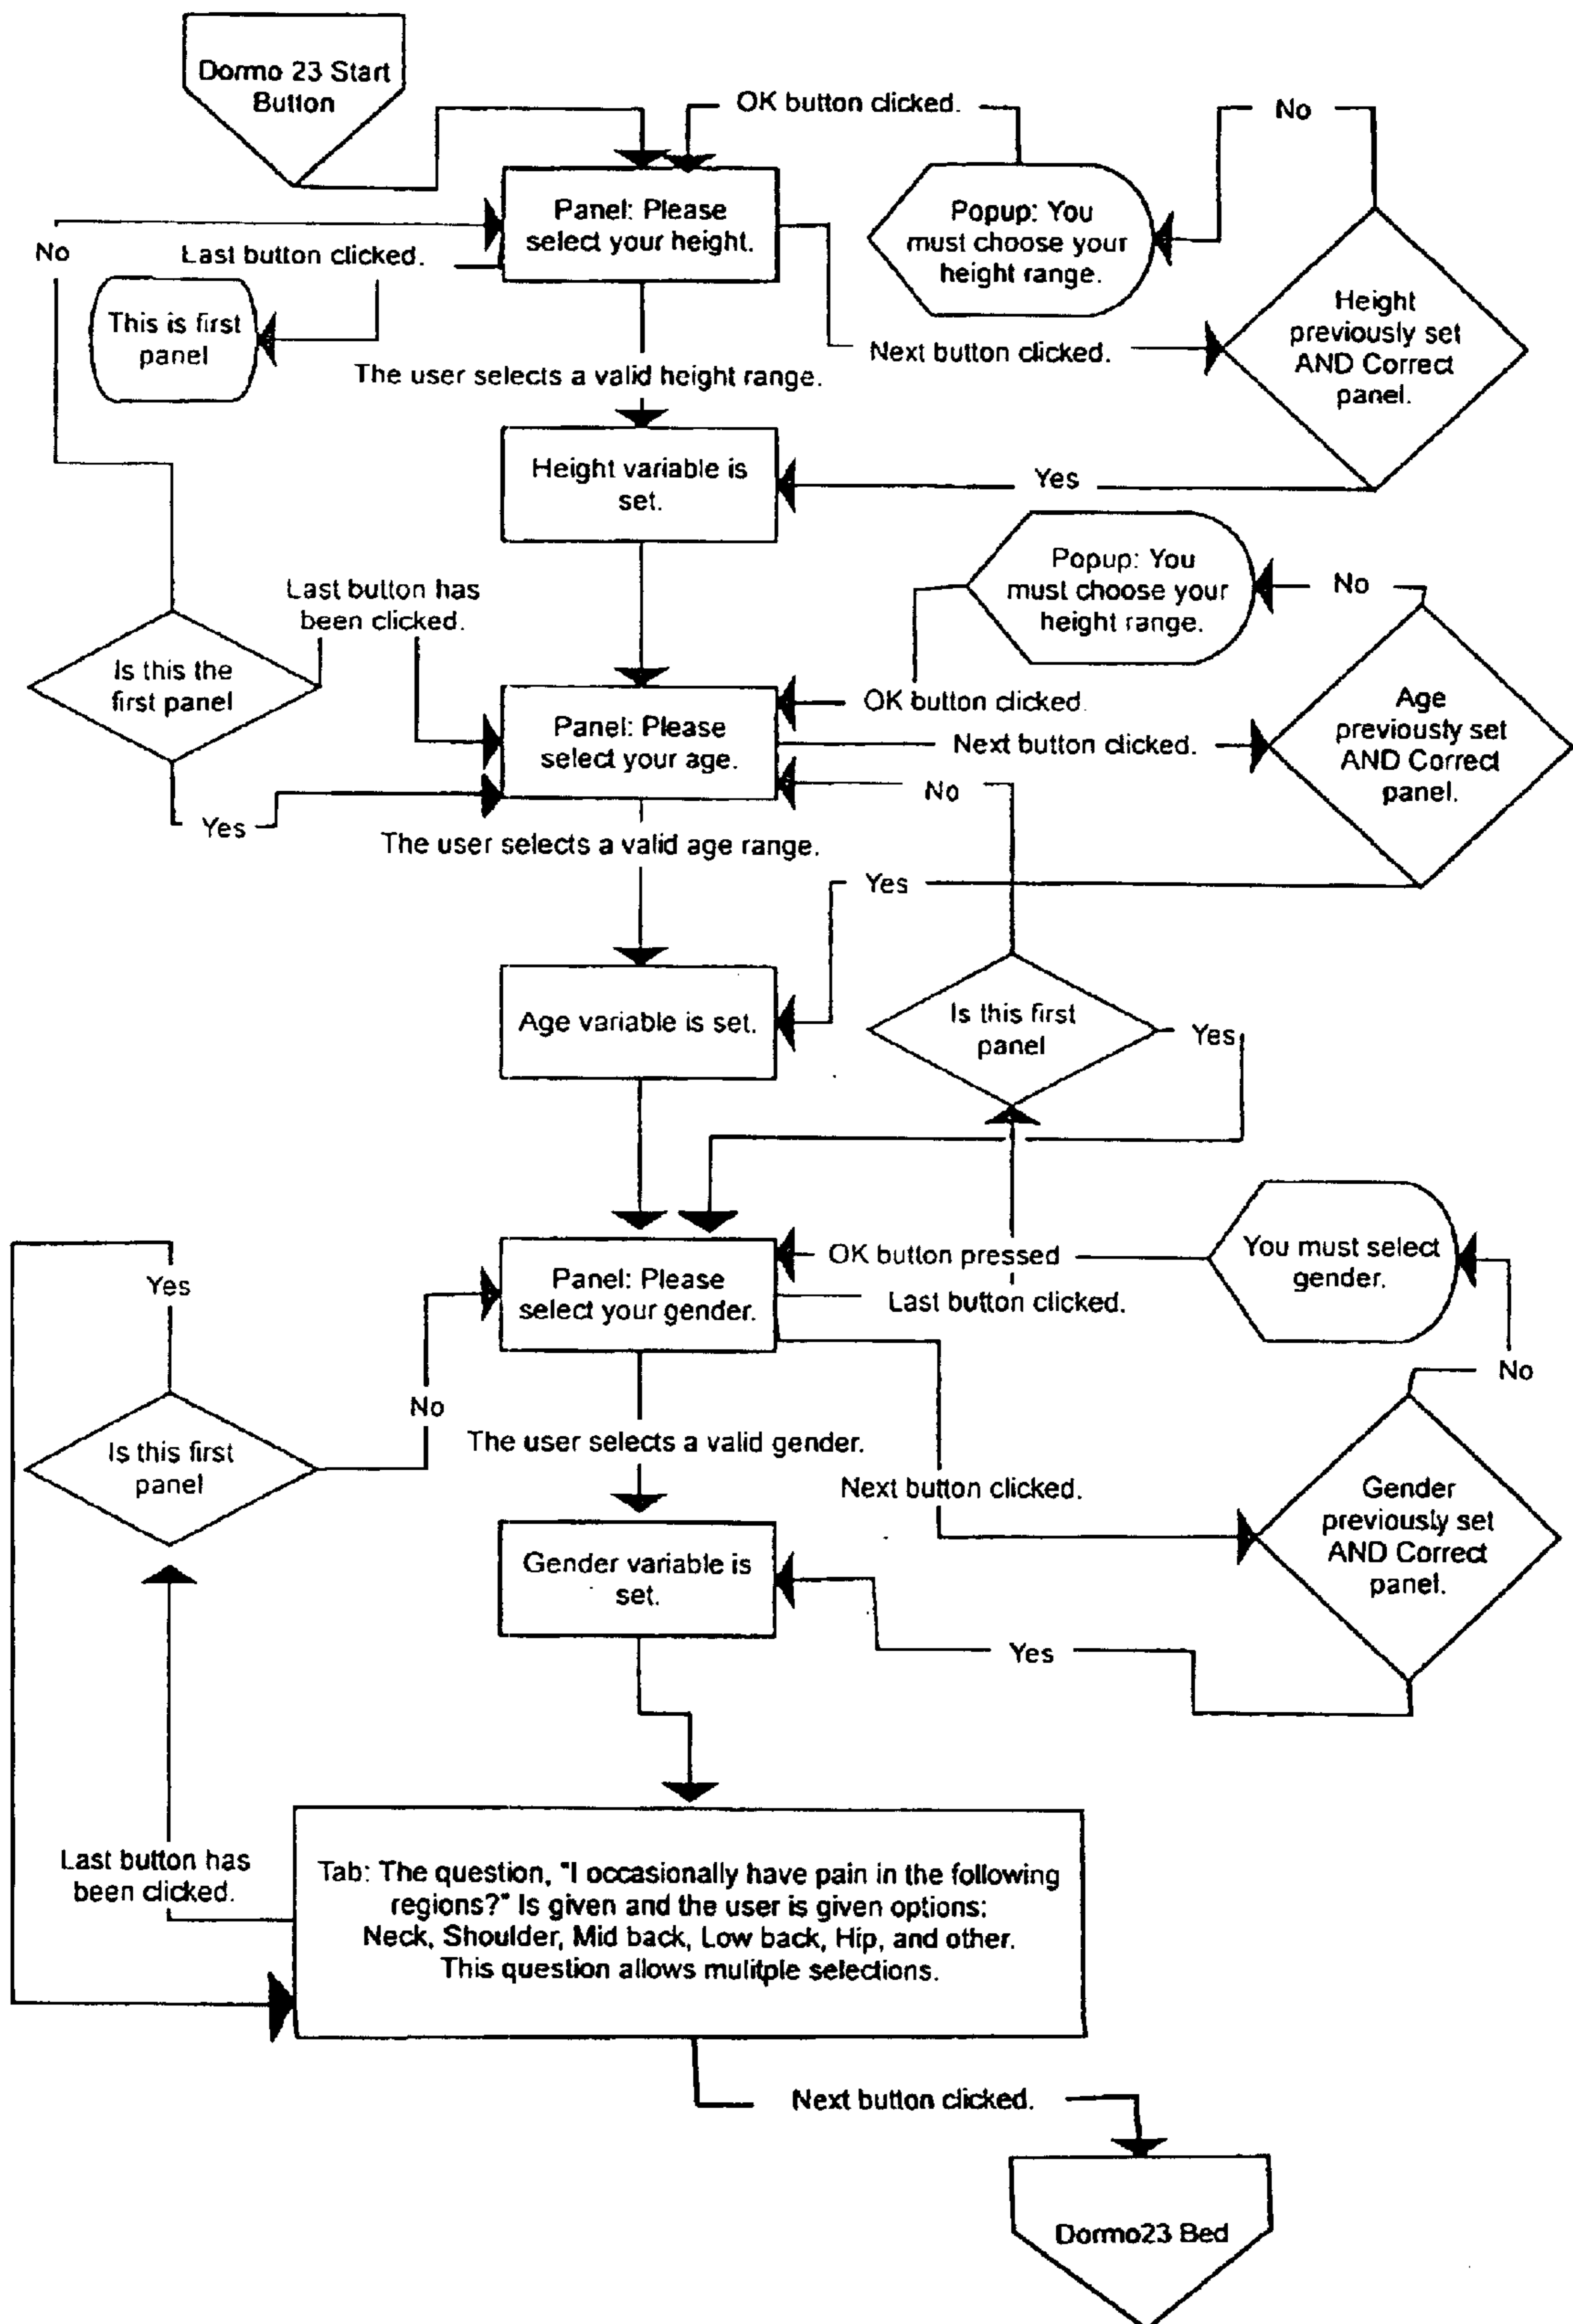 Dormo 23 Start
Button
OK button clicked.
No
Panel: Please
select your height.
Popup: You
must choose your
height range.
No
Last button clicked.
This is first
panel
Height
previously set
AND Correct
panel.
Next button clicked.
The user selects a valid height range.
Height variable is
set.
Yes
Popup: You
must choose your
height range.
No
Last button has
been clicked.
Is this the
first panel
OK button clicked.
Age
previously set
AND Correct
panel.
Panel: Please
select your age.
Next button clicked.
No
Yes
The user selects a valid age range.
Yes
Age variable is set.
Is this first
panel
Yes
You must select
gender.
OK button pressed
Yes
Panel: Please
select your gender.
Last button clicked.
No
No
The user selects a valid gender.
Is this first
panel
Next button clicked.
Gender
previously set
AND Correct
panel.
Gender variable is
set.
Yes
Last button has
been clicked.
Tab: The question, "I occasionally have pain in the following
regions?" Is given and the user is given options:
Neck, Shoulder, Mid back, Low back, Hip, and other.
This question allows mulitple selections.
Next button clicked.
Dormo23 Bed